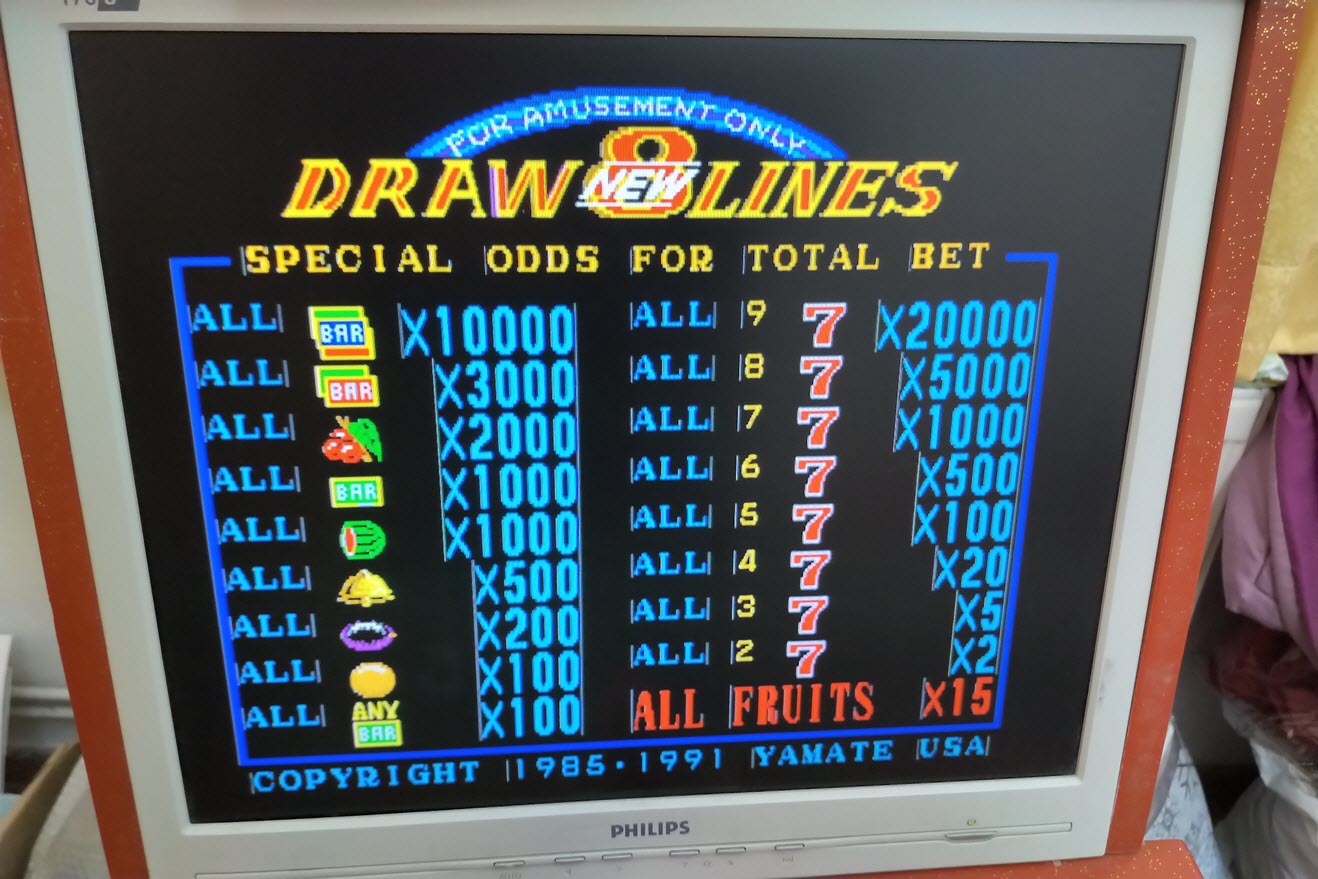 FOR AMUSEMENT ONLY
DRAW 8 LINES
NEW
SPECIAL ODDS FOR TOTAL BET
ALL BAR X10000 ALL 9 7 X20000
ALL BAR X3000 ALL 8 7 X5000
ALL X2000 ALL 7 7 X1000
ALL BAR X1000 ALL 6 7 X500
ALL X1000 ALL 5 7 X100
ALL X500 ALL 4 7 X20
ALL X200 ALL 3 7 X5
ALL X100 ALL 2 7 X2
ALL ANY BAR X100 ALL FRUITS X15
COPYRIGHT 1985·1991 YAMATE USA
PHILIPS